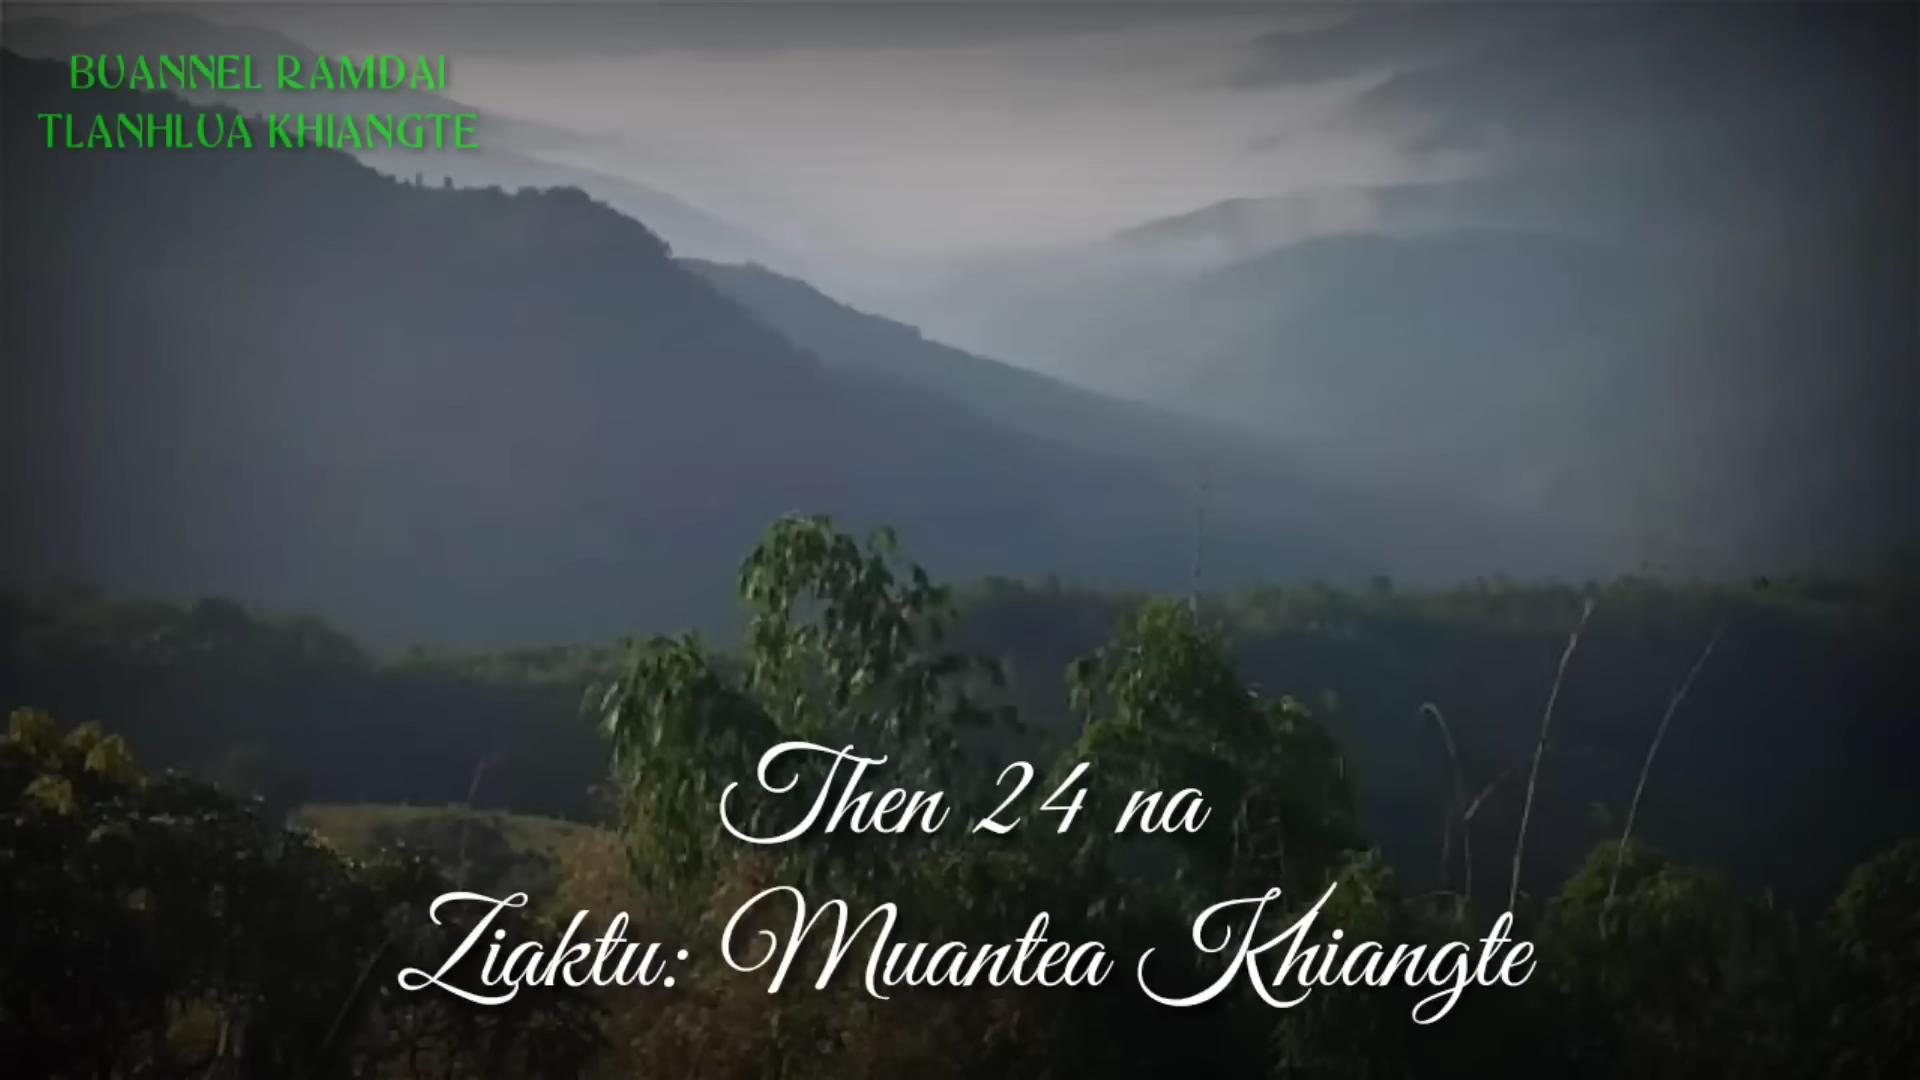 BUANNEL RAMDAI
TLANHLUA KHIANGTE
Then 24 na
Ziaktu: Muantea Khiangte